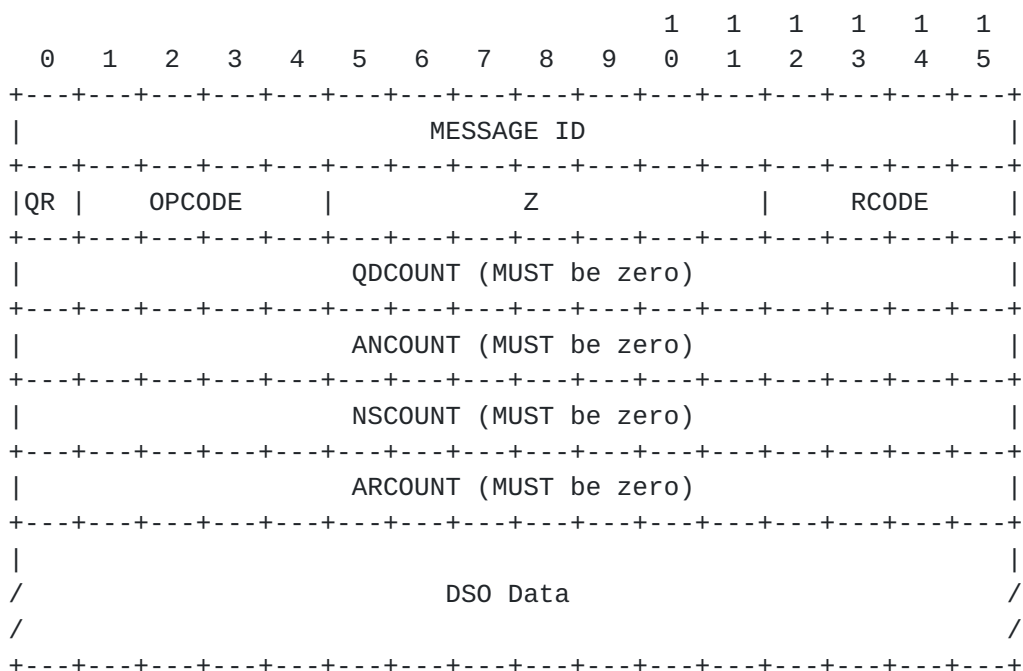 1   1   1   1   1   1
  0   1   2   3   4   5   6   7   8   9   0   1   2   3   4   5
+---+---+---+---+---+---+---+---+---+---+---+---+---+---+---+---+
|                          MESSAGE ID                           |
+---+---+---+---+---+---+---+---+---+---+---+---+---+---+---+---+
|QR |    OPCODE     |            Z              |     RCODE     |
+---+---+---+---+---+---+---+---+---+---+---+---+---+---+---+---+
|                     QDCOUNT (MUST be zero)                    |
+---+---+---+---+---+---+---+---+---+---+---+---+---+---+---+---+
|                     ANCOUNT (MUST be zero)                    |
+---+---+---+---+---+---+---+---+---+---+---+---+---+---+---+---+
|                     NSCOUNT (MUST be zero)                    |
+---+---+---+---+---+---+---+---+---+---+---+---+---+---+---+---+
|                     ARCOUNT (MUST be zero)                    |
+---+---+---+---+---+---+---+---+---+---+---+---+---+---+---+---+
|                                                               |
/                           DSO Data                            /
/                                                               /
+---+---+---+---+---+---+---+---+---+---+---+---+---+---+---+---+